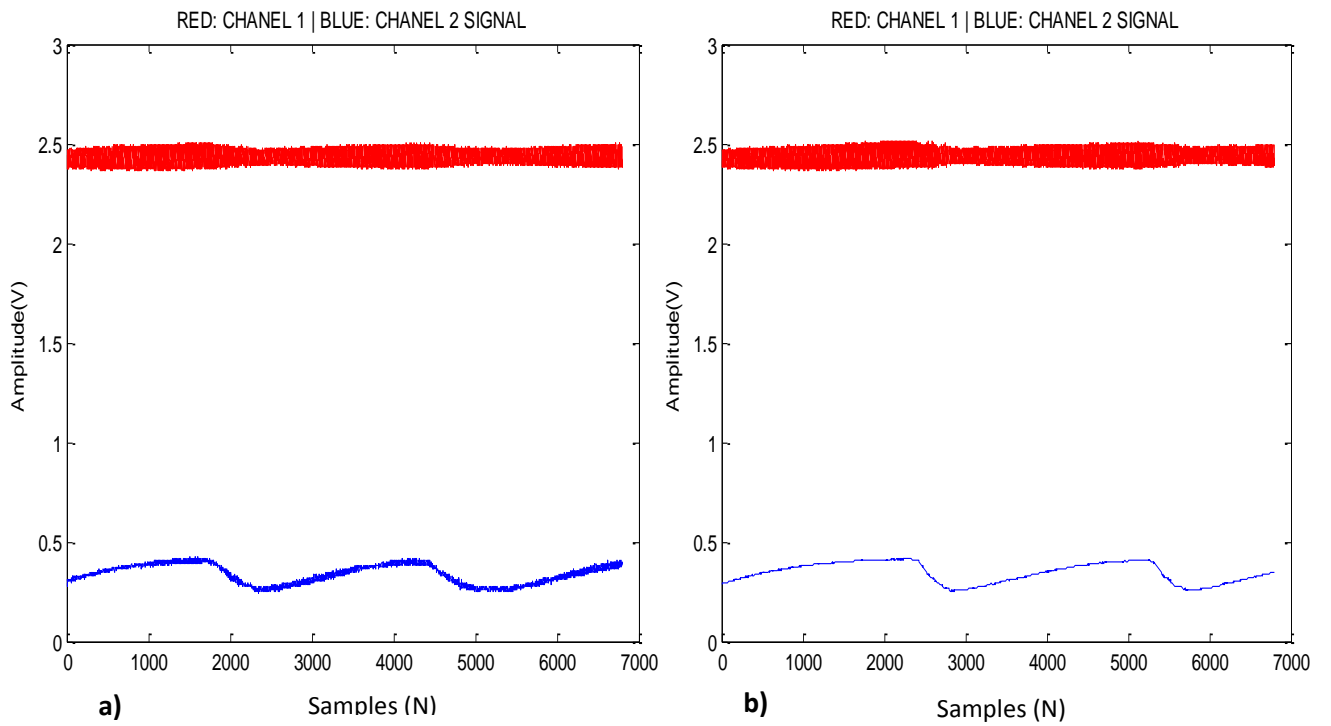 RED: CHANEL 1 | BLUE: CHANEL 2 SIGNAL
3
2.5
2
1.5
1
0.5
0
Amplitude(V)
0 1000 2000 3000 4000 5000 6000 7000
a)
Samples (N)
RED: CHANEL 1 | BLUE: CHANEL 2 SIGNAL
3
2.5
2
1.5
1
0.5
0
Amplitude(V)
0 1000 2000 3000 4000 5000 6000 7000
b)
Samples (N)